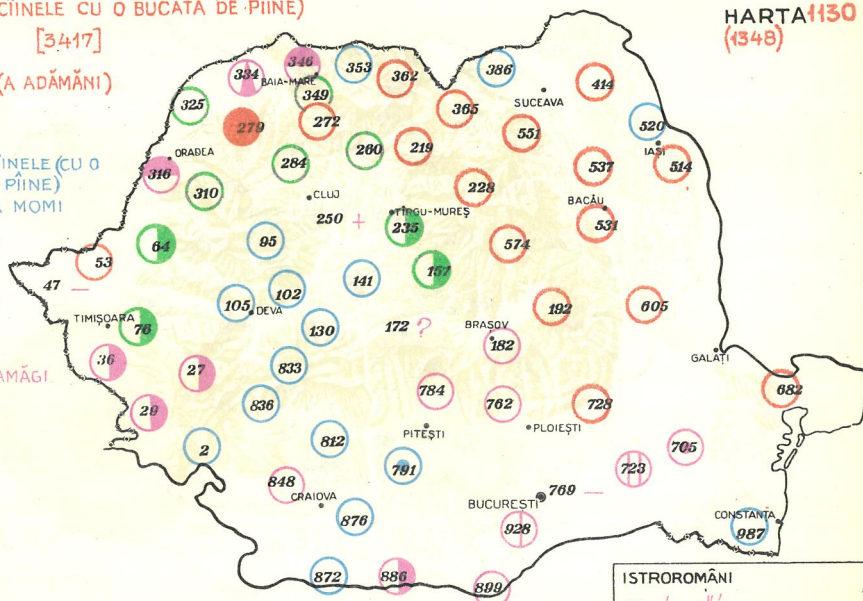 CÎINELE CU O BUCATĂ DE PÎINE)
[3417]
(A ADĂMĂNI)
HARTA 1130
(1348)
ÎINELE (CU O
PÎINE)
A MOMI
AMĂGI
334 346 353 362 386 414
BAIA-MARE
325 349 365 SUCEAVA
279 272 551 520
ORADEA 284 260 219 IAȘI
316 537 514
310 CLUJ 228 BACĂU
250 + TÎRGU-MUREȘ 531
64 95 235 574
53 157
47 — 102 141
105 DEVA 192 605
TIMIȘOARA 76 130 172 ? BRAȘOV
182
36 27 833 GALAȚI
784 682
29 836 762 728
2 812 PITEȘTI PLOIEȘTI
791 705
723
848 769 —
CRAIOVA BUCUREȘTI
876 928 CONSTANȚA
987
872 886 899
ISTROROMÂNI